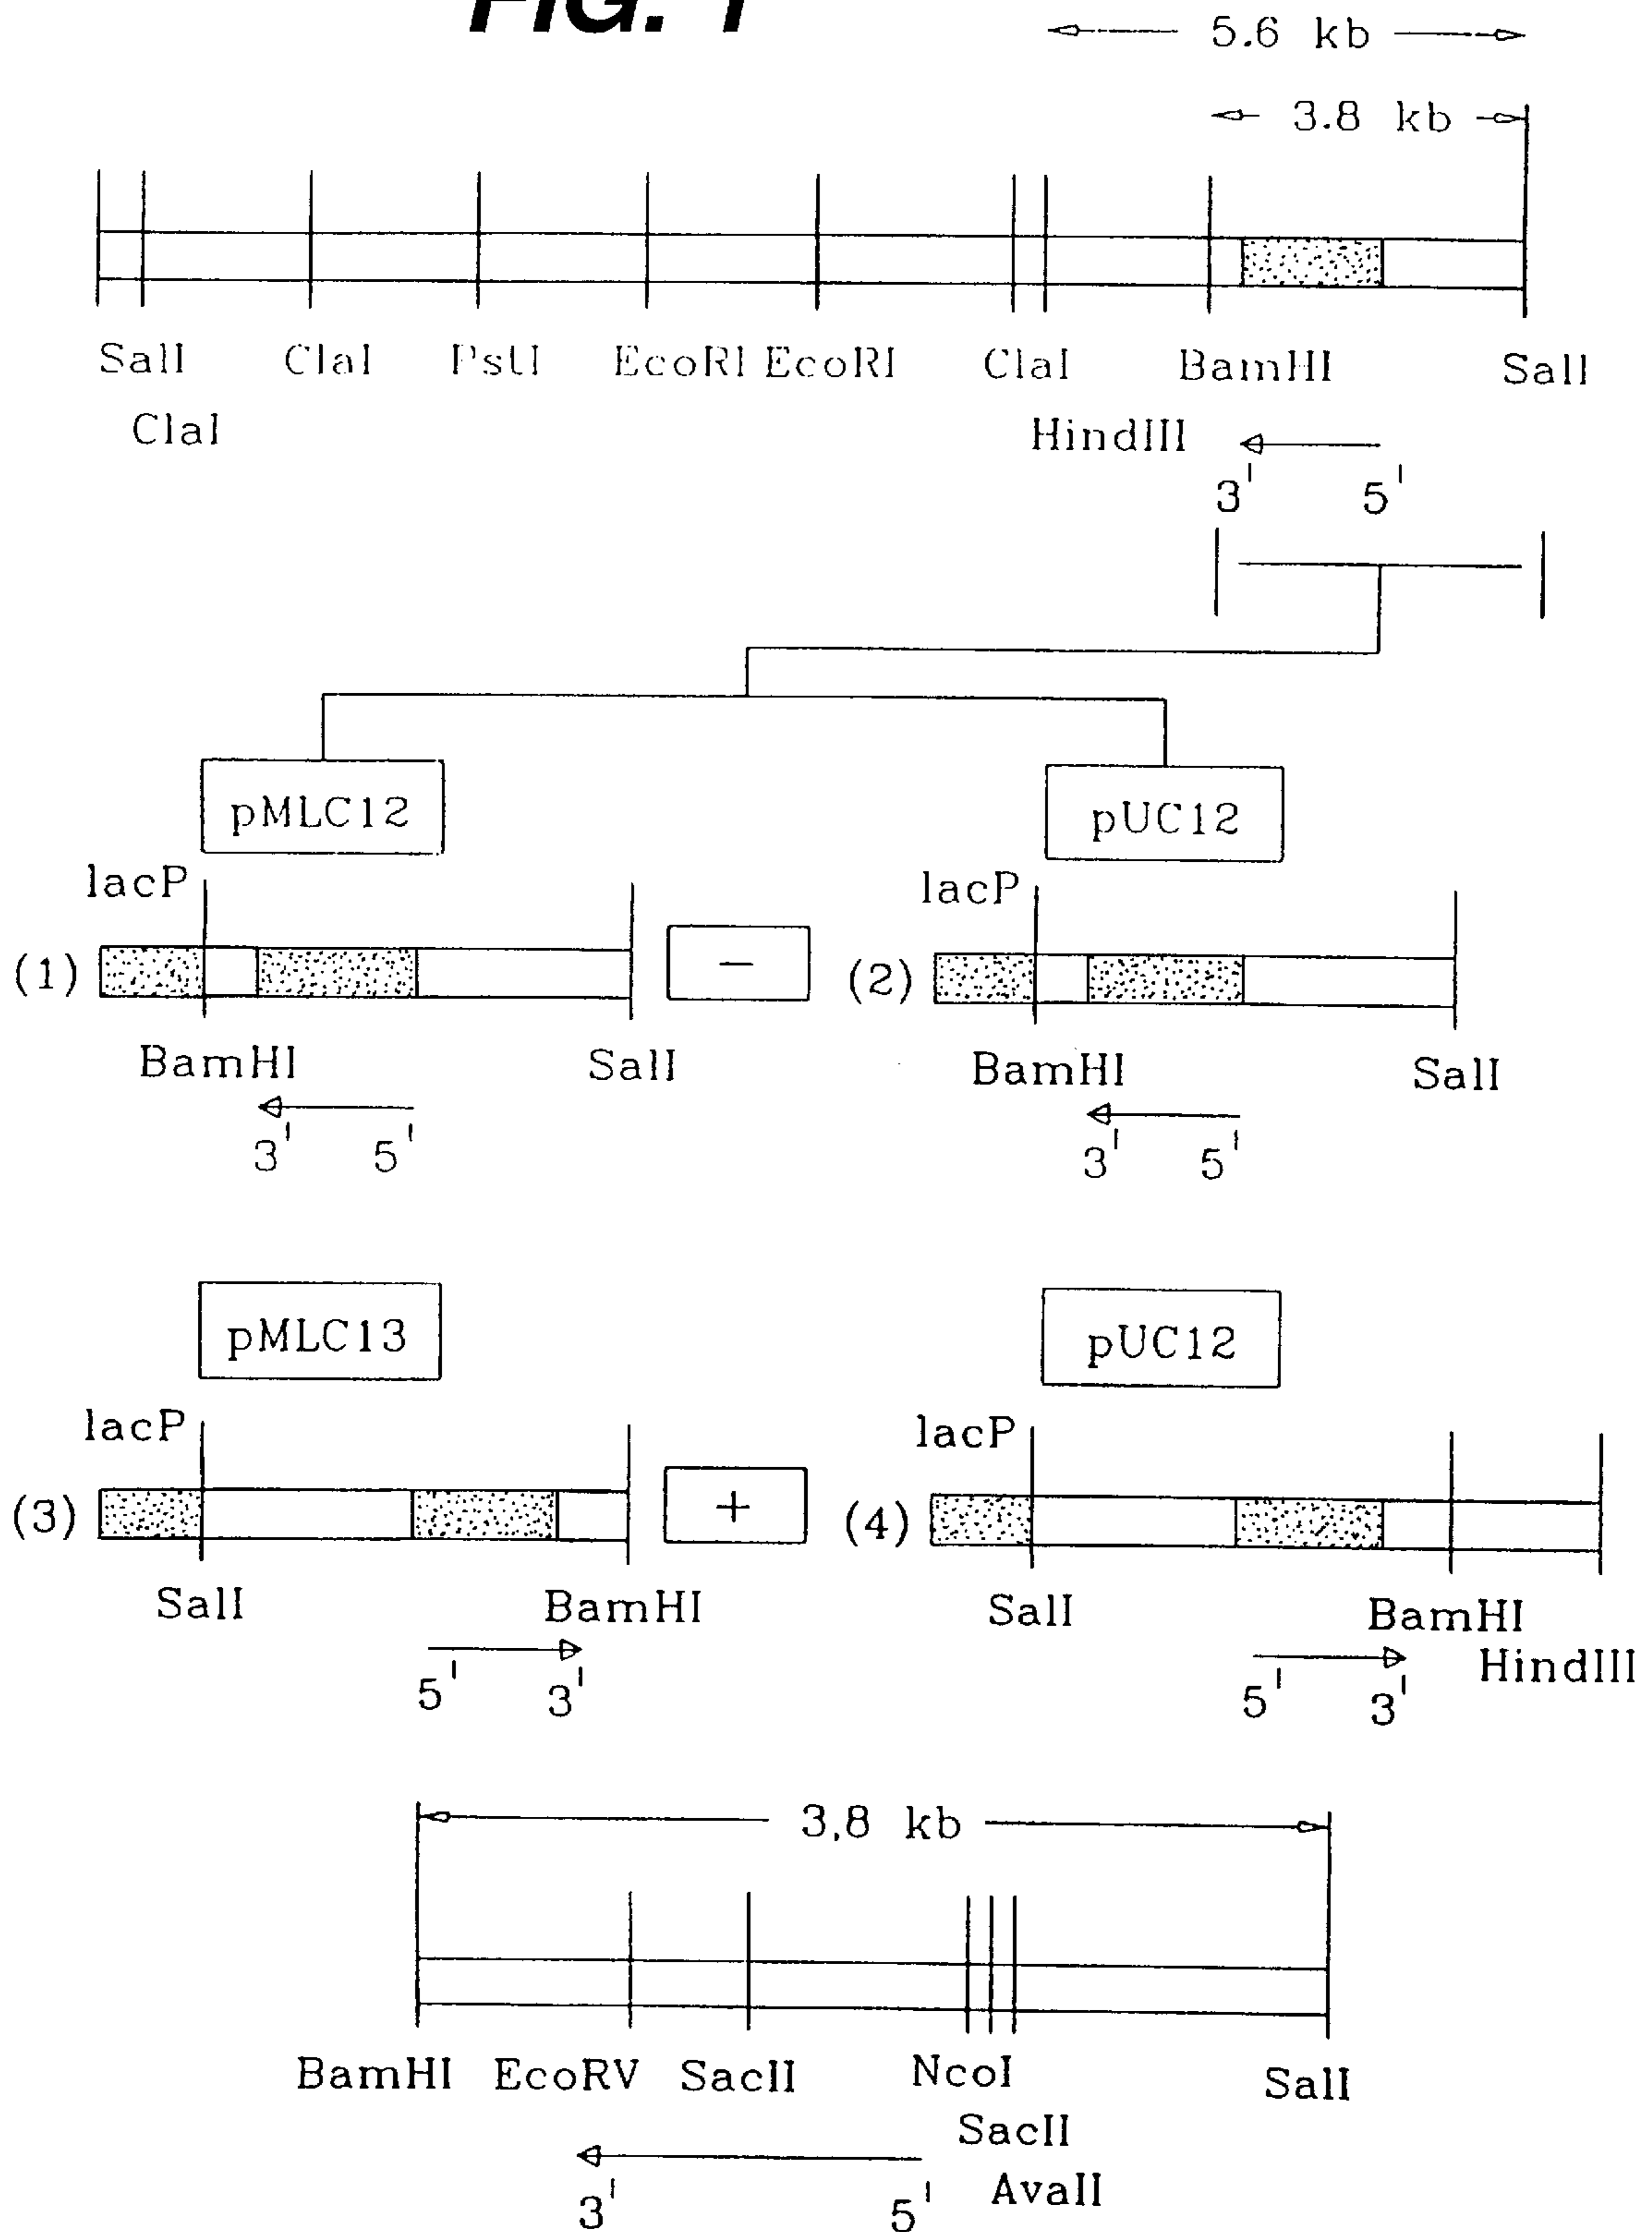 FIG. 1
5.6 kb
3.8 kb
SalI ClaI PstI EcoRI EcoRI ClaI BamHI SalI
ClaI HindIII
3' 5'
pMLC12 pUC12
lacP lacP
(1) − (2)
BamHI SalI BamHI SalI
3' 5' 3' 5'
pMLC13 pUC12
lacP lacP
(3) + (4)
SalI BamHI SalI BamHI
HindIII
5' 3' 5' 3'
3,8 kb
BamHI EcoRV SacII NcoI SalI
SacII
AvaII
3' 5'